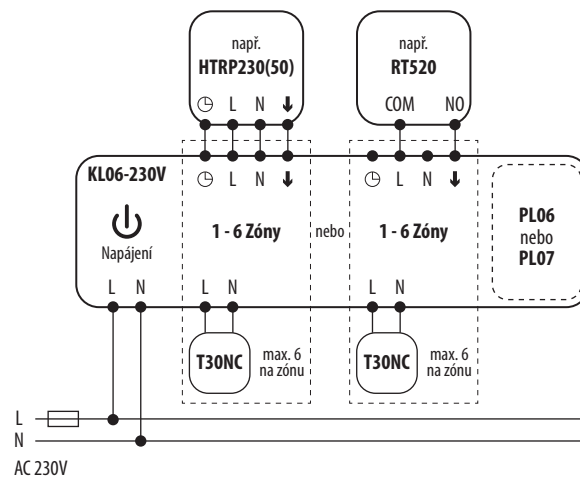 např.
HTRP230(50)
L N
např.
RT520
COM NO
KL06-230V
L N
L N
Napájení
1 - 6 Zóny
nebo
1 - 6 Zóny
PL06
nebo
PL07
L N
L N
L N
T30NC
max. 6
na zónu
T30NC
max. 6
na zónu
L
N
AC 230V